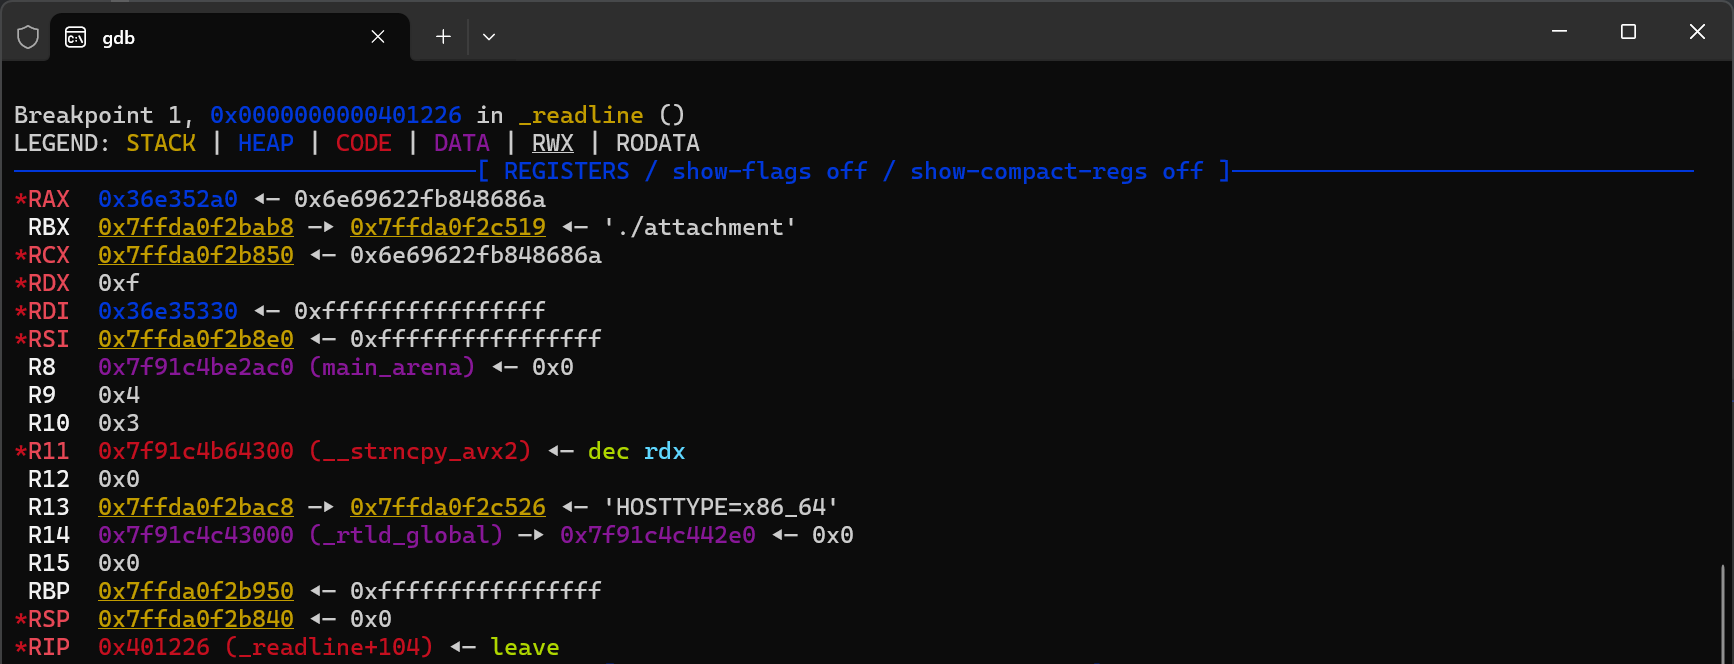 gdb
Breakpoint 1, 0x0000000000401226 in _readline ()
LEGEND: STACK | HEAP | CODE | DATA | RWX | RODATA
[ REGISTERS / show-flags off / show-compact-regs off ]
*RAX  0x36e352a0 ◂— 0x6e69622fb848686a
 RBX  0x7ffda0f2bab8 —▸ 0x7ffda0f2c519 ◂— './attachment'
*RCX  0x7ffda0f2b850 ◂— 0x6e69622fb848686a
*RDX  0xf
*RDI  0x36e35330 ◂— 0xffffffffffffffff
*RSI  0x7ffda0f2b8e0 ◂— 0xffffffffffffffff
 R8   0x7f91c4be2ac0 (main_arena) ◂— 0x0
 R9   0x4
 R10  0x3
*R11  0x7f91c4b64300 (__strncpy_avx2) ◂— dec rdx
 R12  0x0
 R13  0x7ffda0f2bac8 —▸ 0x7ffda0f2c526 ◂— 'HOSTTYPE=x86_64'
 R14  0x7f91c4c43000 (_rtld_global) —▸ 0x7f91c4c442e0 ◂— 0x0
 R15  0x0
 RBP  0x7ffda0f2b950 ◂— 0xffffffffffffffff
*RSP  0x7ffda0f2b840 ◂— 0x0
*RIP  0x401226 (_readline+104) ◂— leave